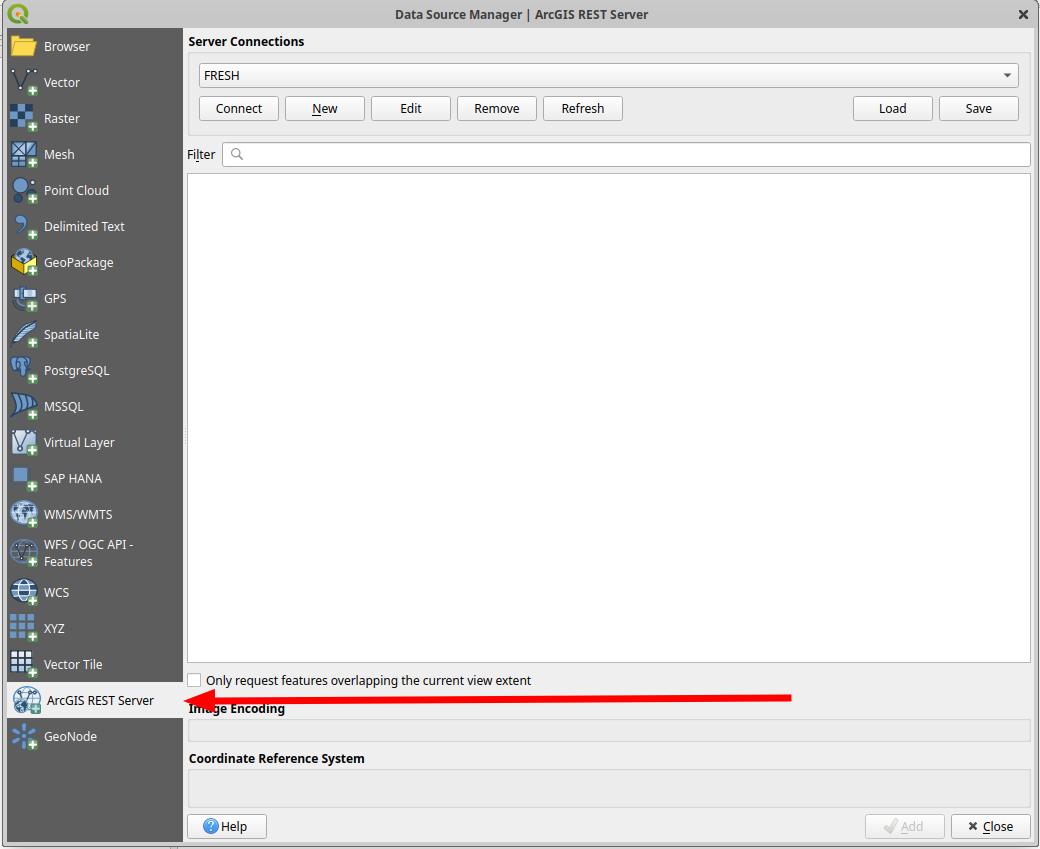 Data Source Manager | ArcGIS REST Server
Browser
Vector
Raster
Mesh
Point Cloud
Delimited Text
GeoPackage
GPS
SpatiaLite
PostgreSQL
MSSQL
Virtual Layer
SAP HANA
WMS/WMTS
WFS / OGC API -
Features
WCS
XYZ
Vector Tile
ArcGIS REST Server
GeoNode
Server Connections
FRESH
Connect New Edit Remove Refresh Load Save
Filter
Only request features overlapping the current view extent
Image Encoding
Coordinate Reference System
Help Add Close